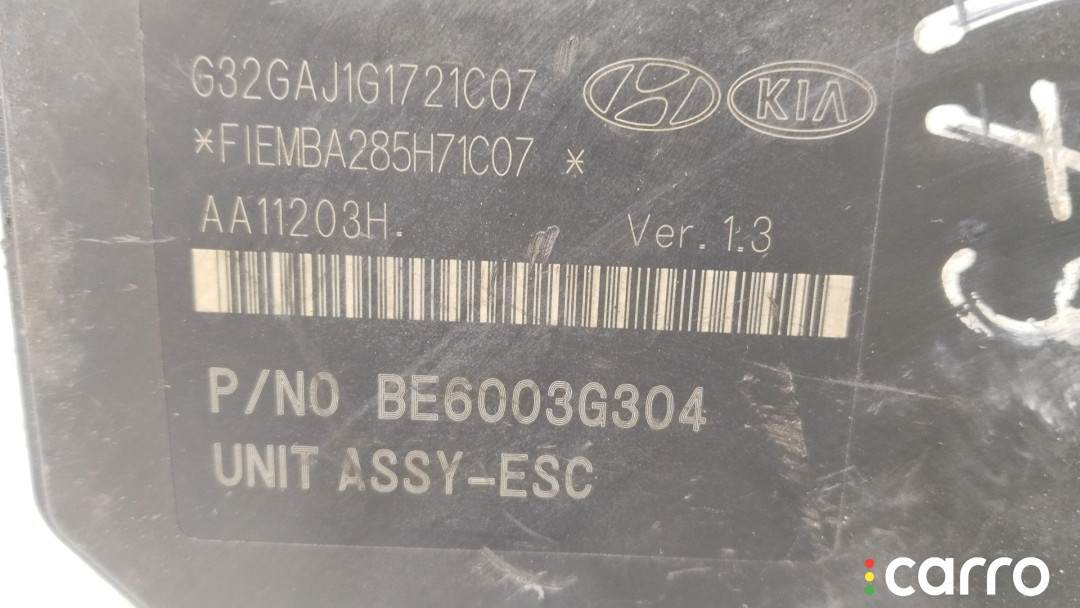 G32GAJ1G1721C07
KIA
*FIEMBA285H71C07 *
AA11203H.
Ver. 1.3
P/NO BE6003G304
UNIT ASSY-ESC
carro